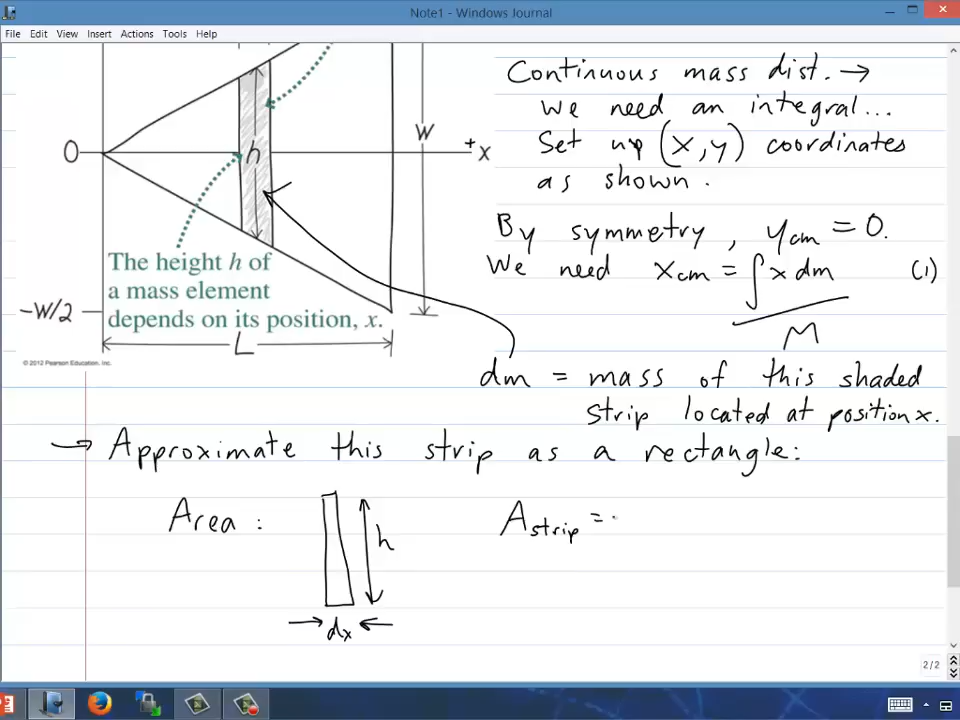 Note1 - Windows Journal
File Edit View Insert Actions Tools Help
Continuous mass dist. →
We need an integral...
Set up (x,y) coordinates
as shown.
By symmetry, ycm = 0.
We need xcm = ∫ x dm / M (1)
0
h
W
+x
The height h of
a mass element
depends on its position, x.
-W/2
L
© 2012 Pearson Education, Inc.
dm = mass of this shaded
strip located at position x.
→ Approximate this strip as a rectangle:
Area : h
dx
Astrip =
2/2